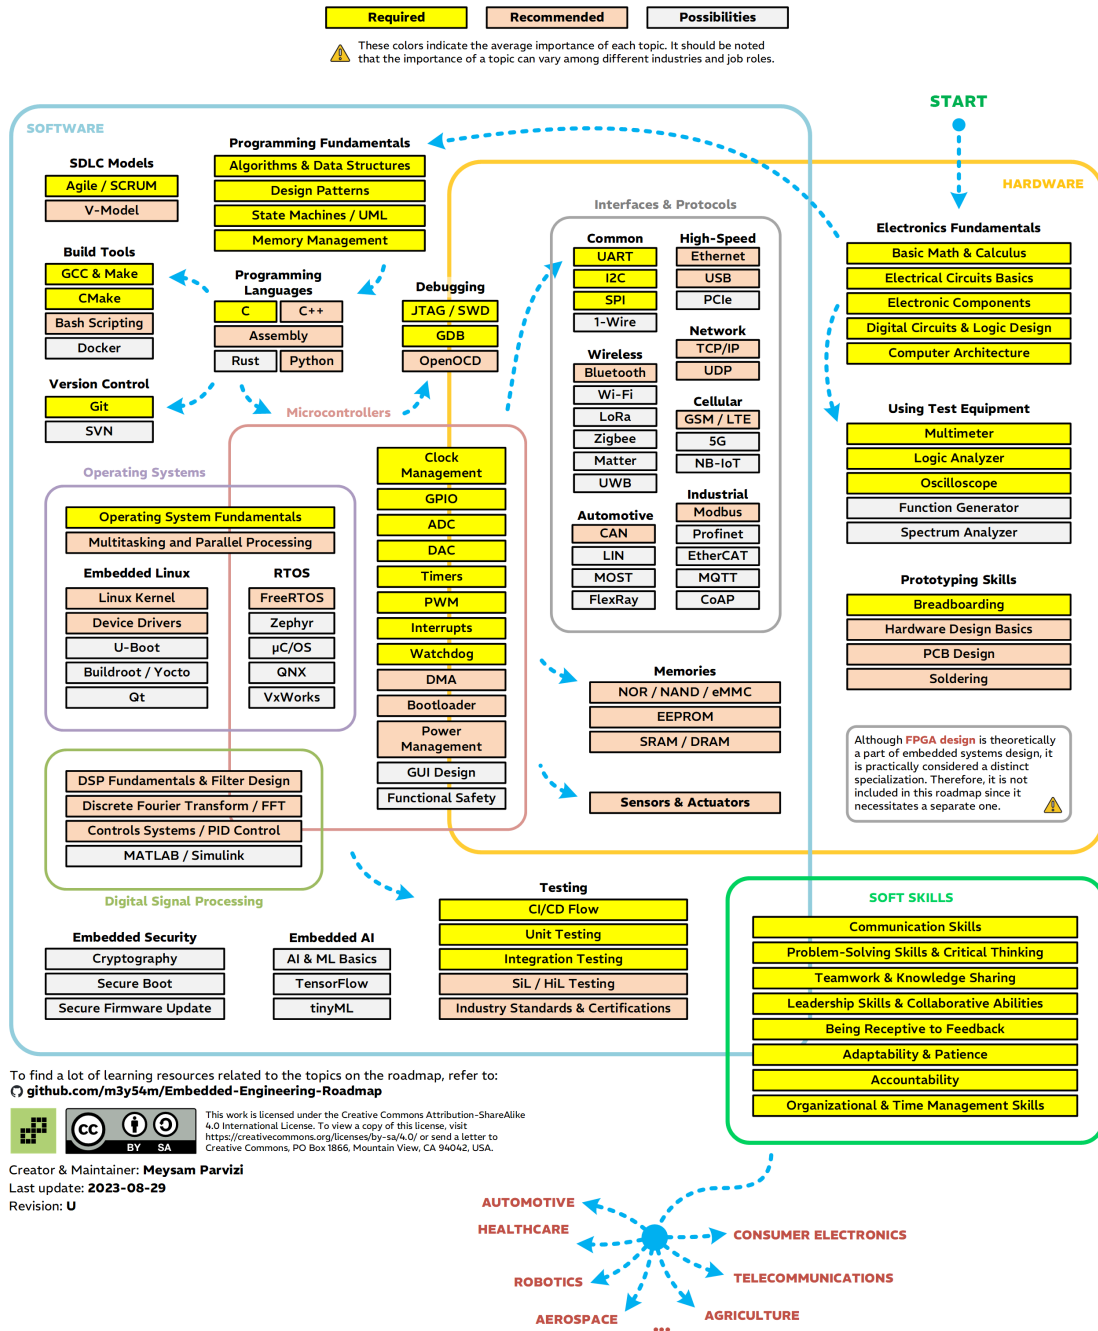 Required
Recommended
Possibilities
These colors indicate the average importance of each topic. It should be noted
that the importance of a topic can vary among different industries and job roles.
START
SOFTWARE
HARDWARE
SDLC Models
Agile / SCRUM
V-Model
Programming Fundamentals
Algorithms & Data Structures
Design Patterns
State Machines / UML
Memory Management
Build Tools
GCC & Make
CMake
Bash Scripting
Docker
Programming
Languages
C
C++
Assembly
Rust
Python
Debugging
JTAG / SWD
GDB
OpenOCD
Version Control
Git
SVN
Microcontrollers
Clock
Management
GPIO
ADC
DAC
Timers
PWM
Interrupts
Watchdog
DMA
Bootloader
Power
Management
GUI Design
Functional Safety
Operating Systems
Operating System Fundamentals
Multitasking and Parallel Processing
Embedded Linux
Linux Kernel
Device Drivers
U-Boot
Buildroot / Yocto
Qt
RTOS
FreeRTOS
Zephyr
µC/OS
QNX
VxWorks
DSP Fundamentals & Filter Design
Discrete Fourier Transform / FFT
Controls Systems / PID Control
MATLAB / Simulink
Digital Signal Processing
Interfaces & Protocols
Common
UART
I2C
SPI
1-Wire
High-Speed
Ethernet
USB
PCIe
Wireless
Bluetooth
Wi-Fi
LoRa
Zigbee
Matter
UWB
Network
TCP/IP
UDP
Cellular
GSM / LTE
5G
NB-IoT
Automotive
CAN
LIN
MOST
FlexRay
Industrial
Modbus
Profinet
EtherCAT
MQTT
CoAP
Memories
NOR / NAND / eMMC
EEPROM
SRAM / DRAM
Sensors & Actuators
Electronics Fundamentals
Basic Math & Calculus
Electrical Circuits Basics
Electronic Components
Digital Circuits & Logic Design
Computer Architecture
Using Test Equipment
Multimeter
Logic Analyzer
Oscilloscope
Function Generator
Spectrum Analyzer
Prototyping Skills
Breadboarding
Hardware Design Basics
PCB Design
Soldering
Although FPGA design is theoretically
a part of embedded systems design, it
is practically considered a distinct
specialization. Therefore, it is not
included in this roadmap since it
necessitates a separate one.
Embedded Security
Cryptography
Secure Boot
Secure Firmware Update
Embedded AI
AI & ML Basics
TensorFlow
tinyML
Testing
CI/CD Flow
Unit Testing
Integration Testing
SiL / HiL Testing
Industry Standards & Certifications
SOFT SKILLS
Communication Skills
Problem-Solving Skills & Critical Thinking
Teamwork & Knowledge Sharing
Leadership Skills & Collaborative Abilities
Being Receptive to Feedback
Adaptability & Patience
Accountability
Organizational & Time Management Skills
To find a lot of learning resources related to the topics on the roadmap, refer to:
github.com/m3y54m/Embedded-Engineering-Roadmap
cc
BY SA
This work is licensed under the Creative Commons Attribution-ShareAlike
4.0 International License. To view a copy of this license, visit
https://creativecommons.org/licenses/by-sa/4.0/ or send a letter to
Creative Commons, PO Box 1866, Mountain View, CA 94042, USA.
Creator & Maintainer: Meysam Parvizi
Last update: 2023-08-29
Revision: U
AUTOMOTIVE
HEALTHCARE
ROBOTICS
AEROSPACE
CONSUMER ELECTRONICS
TELECOMMUNICATIONS
AGRICULTURE
...